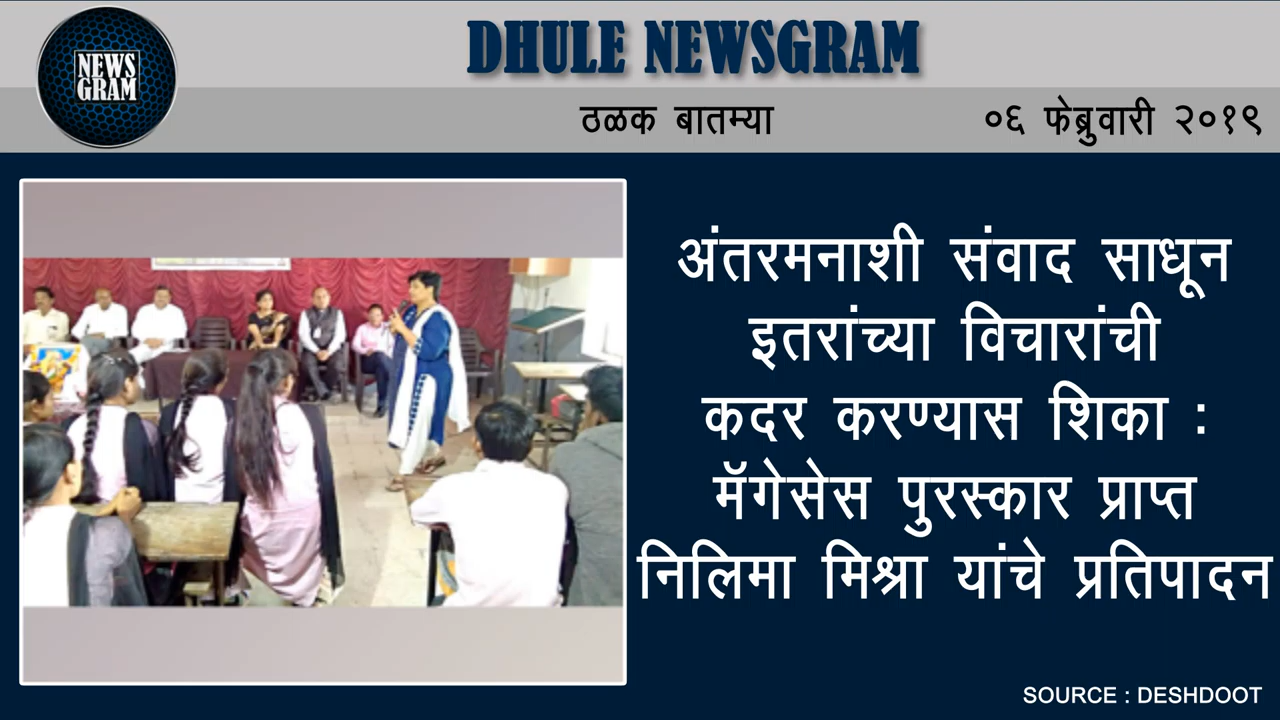 NEWS
GRAM
DHULE NEWSGRAM
ठळक बातम्या
०६ फेब्रुवारी २०१९
अंतरमनाशी संवाद साधून
इतरांच्या विचारांची
कदर करण्यास शिका :
मॅगेसेस पुरस्कार प्राप्त
निलिमा मिश्रा यांचे प्रतिपादन
SOURCE : DESHDOOT